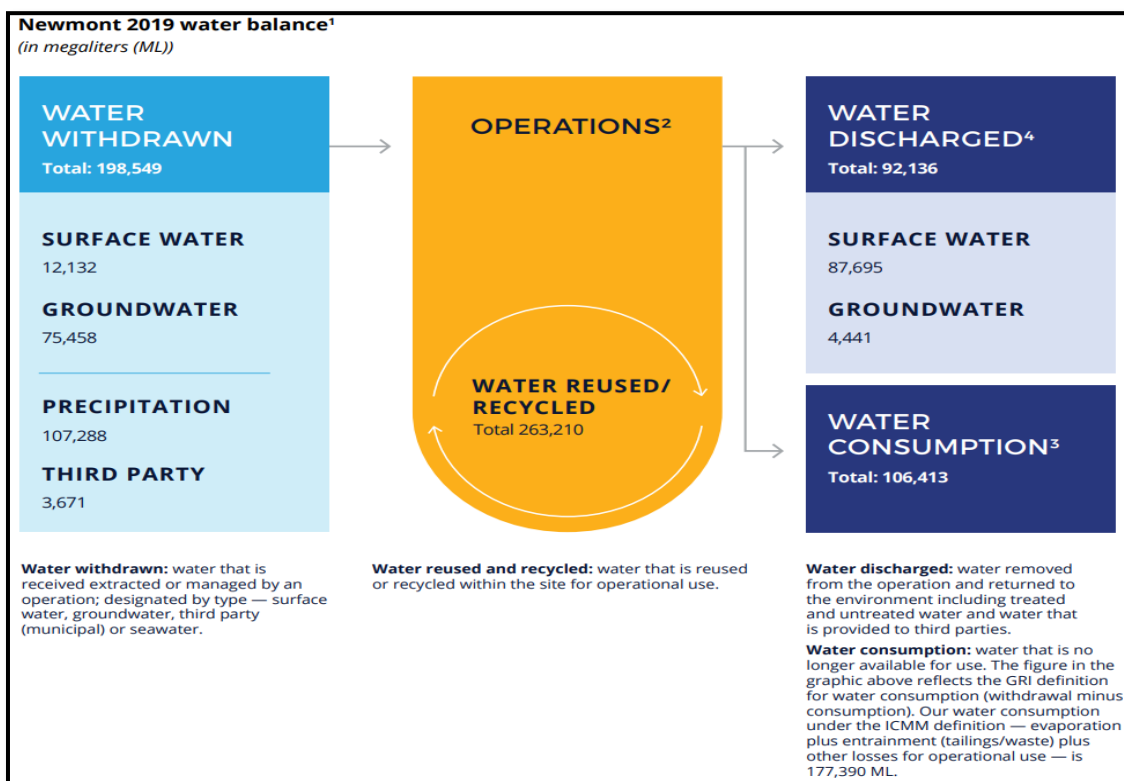 Newmont 2019 water balance¹
(in megaliters (ML))
WATER
WITHDRAWN
Total: 198,549
SURFACE WATER
12,132
GROUNDWATER
75,458
PRECIPITATION
107,288
THIRD PARTY
3,671
Water withdrawn: water that is
received extracted or managed by an
operation; designated by type — surface
water, groundwater, third party
(municipal) or seawater.
OPERATIONS²
WATER REUSED/
RECYCLED
Total 263,210
Water reused and recycled: water that is reused
or recycled within the site for operational use.
WATER
DISCHARGED⁴
Total: 92,136
SURFACE WATER
87,695
GROUNDWATER
4,441
WATER
CONSUMPTION³
Total: 106,413
Water discharged: water removed
from the operation and returned to
the environment including treated
and untreated water and water that
is provided to third parties.
Water consumption: water that is no
longer available for use. The figure in the
graphic above reflects the GRI definition
for water consumption (withdrawal minus
consumption). Our water consumption
under the ICMM definition — evaporation
plus entrainment (tailings/waste) plus
other losses for operational use — is
177,390 ML.